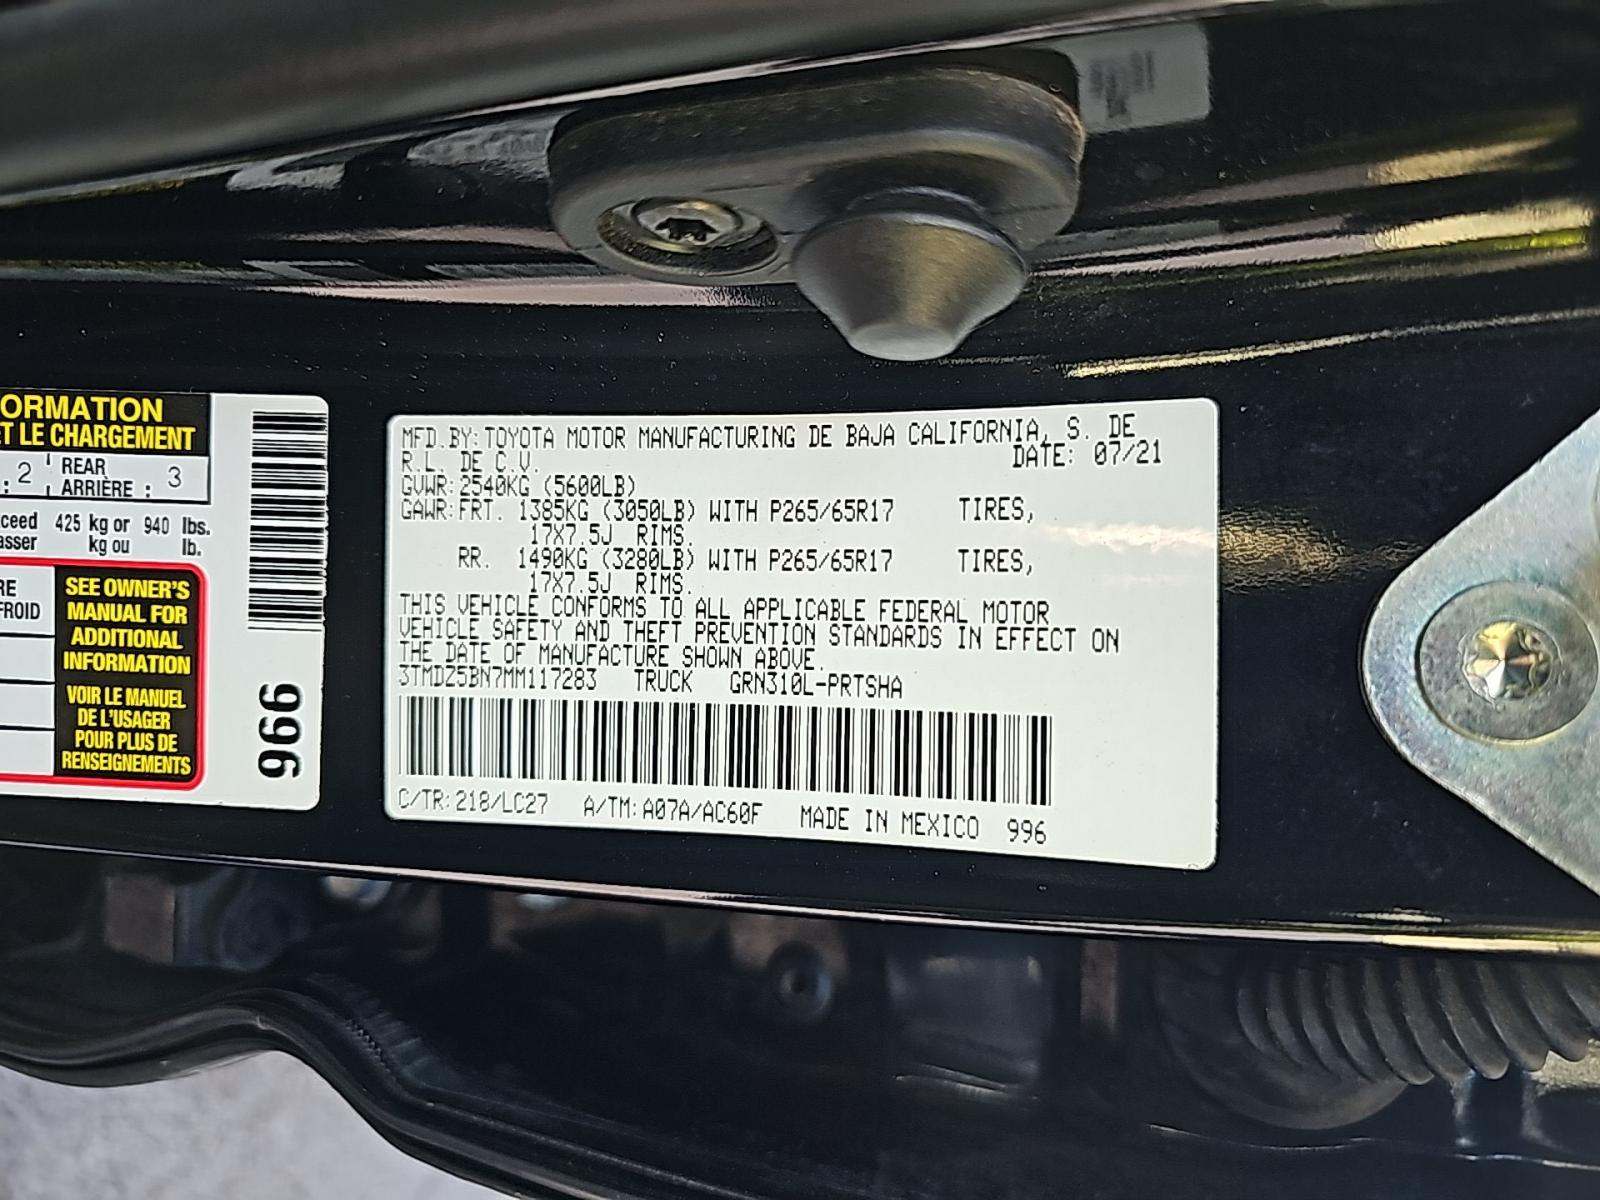 ORMATION
ET LE CHARGEMENT
: 2 REAR
ARRIÈRE : 3
ceed 425 kg or 940 lbs.
asser kg ou lb.
RE
FROID
SEE OWNER'S
MANUAL FOR
ADDITIONAL
INFORMATION
VOIR LE MANUEL
DE L'USAGER
POUR PLUS DE
RENSEIGNEMENTS
996
MFD.BY:TOYOTA MOTOR MANUFACTURING DE BAJA CALIFORNIA, S. DE
R.L. DE C.V. DATE: 07/21
GVWR:2540KG (5600LB)
GAWR:FRT. 1385KG (3050LB) WITH P265/65R17 TIRES,
17X7.5J RIMS.
RR. 1490KG (3280LB) WITH P265/65R17 TIRES,
17X7.5J RIMS.
THIS VEHICLE CONFORMS TO ALL APPLICABLE FEDERAL MOTOR
VEHICLE SAFETY AND THEFT PREVENTION STANDARDS IN EFFECT ON
THE DATE OF MANUFACTURE SHOWN ABOVE.
3TMDZ5BN7MM117283 TRUCK GRN310L-PRTSHA
C/TR:218/LC27 A/TM:A07A/AC60F MADE IN MEXICO 996